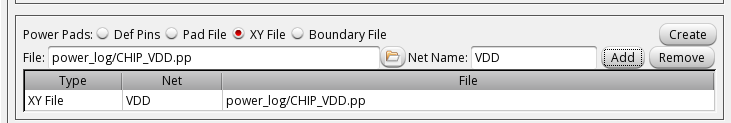 Power Pads: Def Pins Pad File XY File Boundary File Create
File: power_log/CHIP_VDD.pp Net Name: VDD Add Remove
Type Net File
XY File VDD power_log/CHIP_VDD.pp